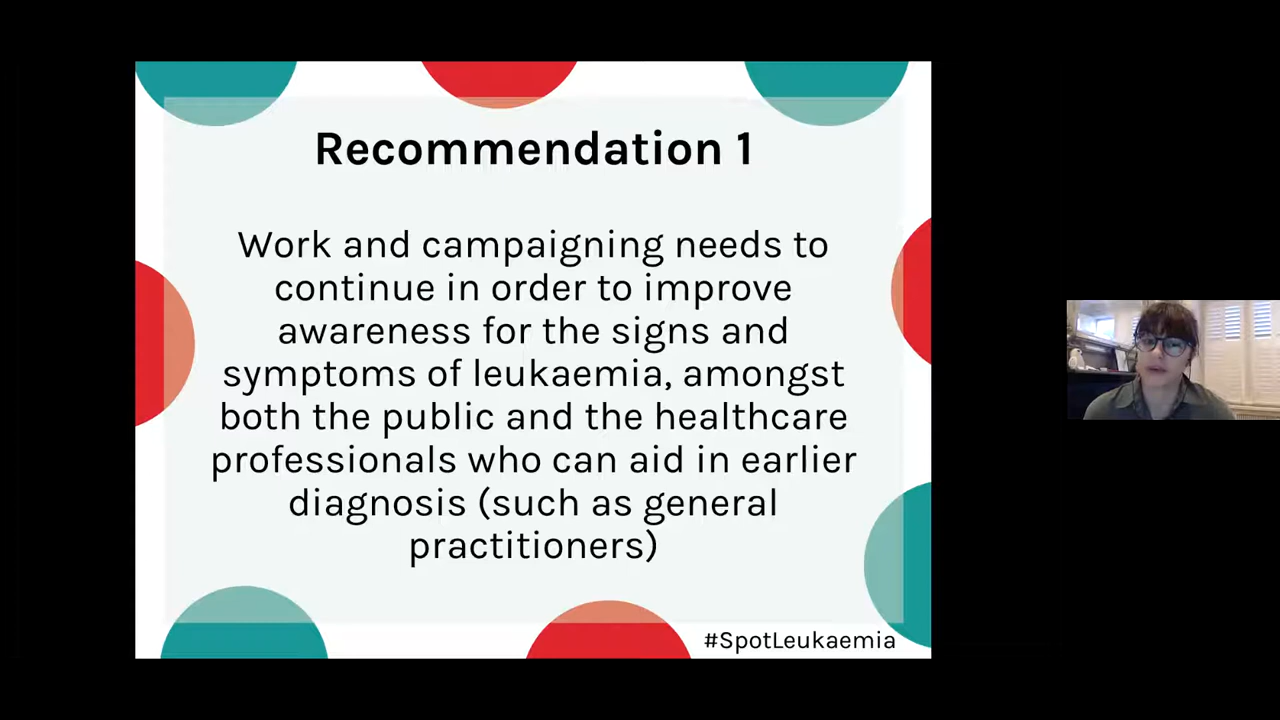 Recommendation 1
Work and campaigning needs to
continue in order to improve
awareness for the signs and
symptoms of leukaemia, amongst
both the public and the healthcare
professionals who can aid in earlier
diagnosis (such as general
practitioners)
#SpotLeukaemia